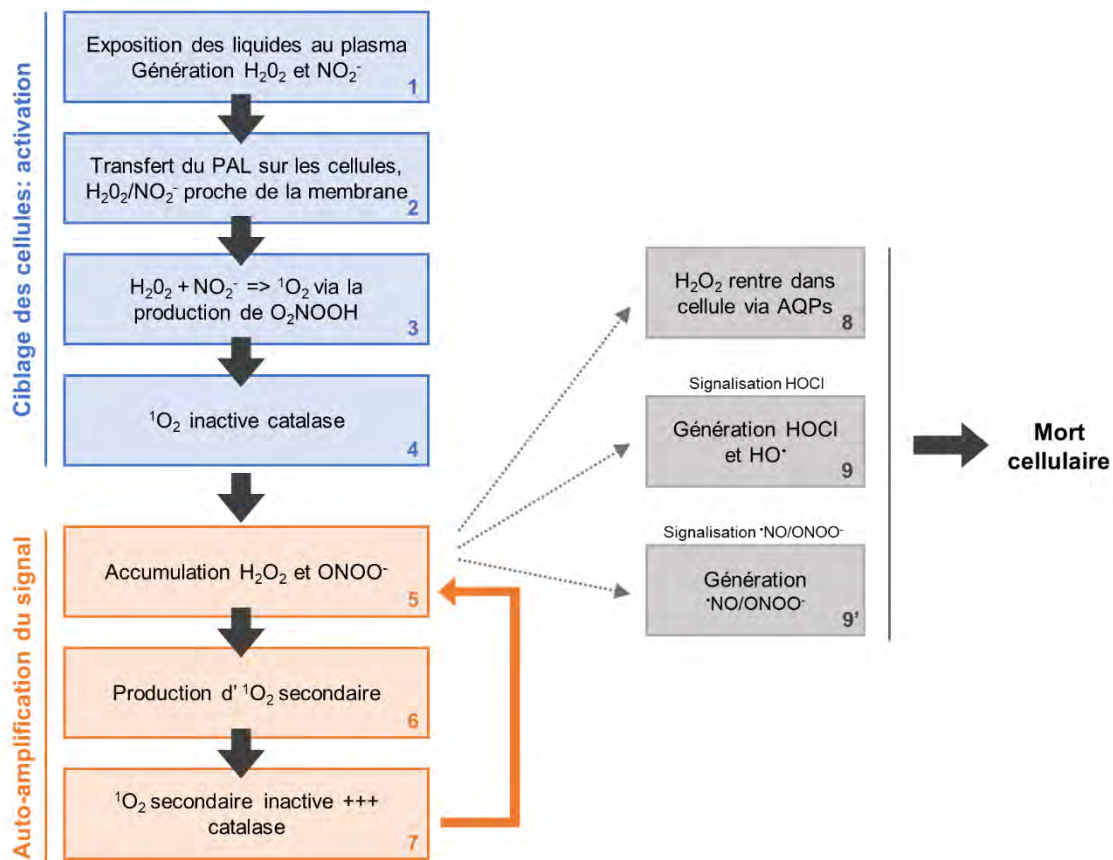 Ciblage des cellules: activation
Exposition des liquides au plasma
Génération H₂0₂ et NO₂⁻
1
Transfert du PAL sur les cellules,
H₂0₂/NO₂⁻ proche de la membrane
2
H₂0₂ + NO₂⁻ => ¹O₂ via la
production de O₂NOOH
3
¹O₂ inactive catalase
4
Auto-amplification du signal
Accumulation H₂O₂ et ONOO⁻
5
Production d' ¹O₂ secondaire
6
¹O₂ secondaire inactive +++
catalase
7
H₂O₂ rentre dans
cellule via AQPs
8
Signalisation HOCl
Génération HOCl
et HO•
9
Signalisation •NO/ONOO⁻
Génération
•NO/ONOO⁻
9'
Mort
cellulaire